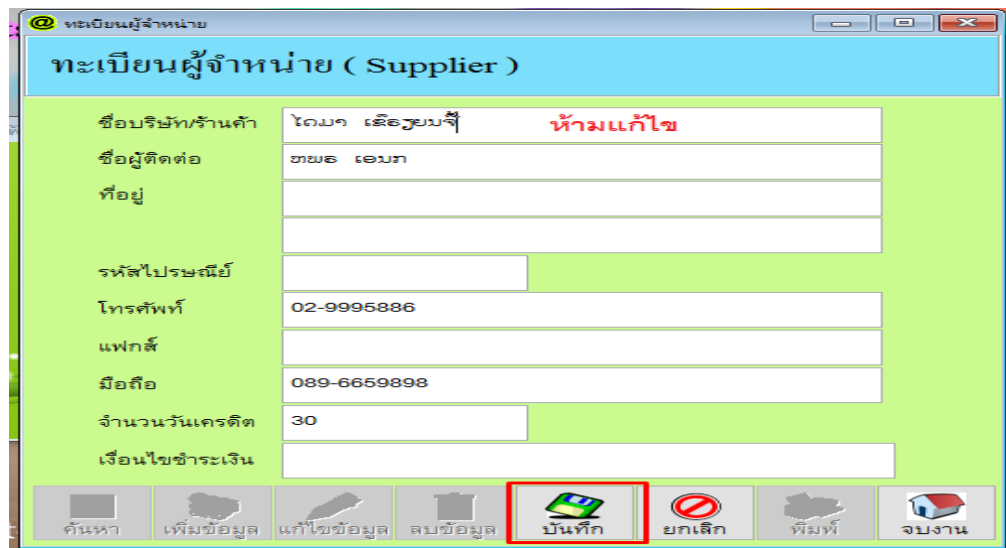 ทะเบียนผู้จำหน่าย
ทะเบียนผู้จำหน่าย ( Supplier )
ชื่อบริษัท/ร้านค้า
ห้ามแก้ไข
ชื่อผู้ติดต่อ
ที่อยู่
รหัสไปรษณีย์
โทรศัพท์ 02-9995886
แฟกส์
มือถือ 089-6659898
จำนวนวันเครดิต 30
เงื่อนไขชำระเงิน
ค้นหา เพิ่มข้อมูล แก้ไขข้อมูล ลบข้อมูล บันทึก ยกเลิก พิมพ์ จบงาน